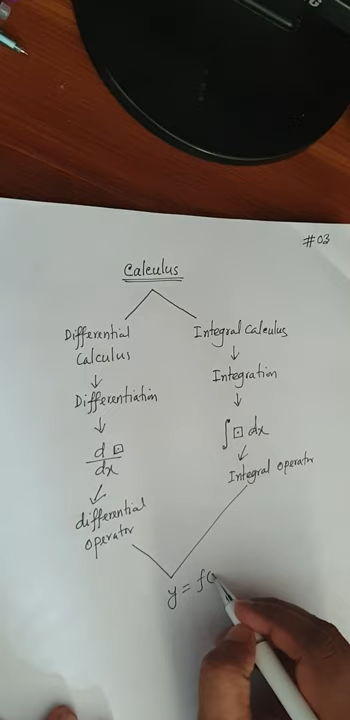 #03
Calculus
Differential
Calculus
Integral Calculus
Differentiation
Integration
d ⊡
dx
∫ ⊡ dx
differential
operator
Integral operator
y = f(